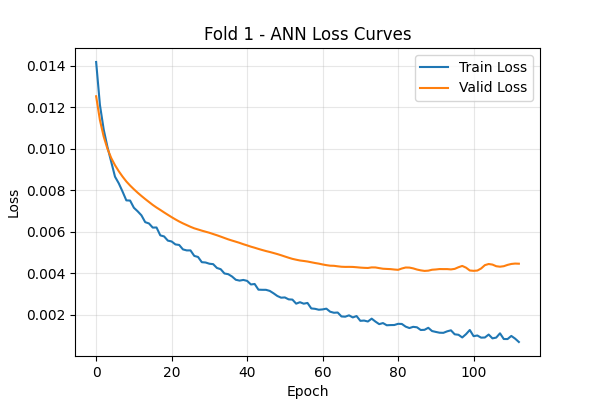 Fold 1 - ANN Loss Curves
Train Loss
Valid Loss
0.014
0.012
0.010
0.008
0.006
0.004
0.002
Loss
0 20 40 60 80 100
Epoch